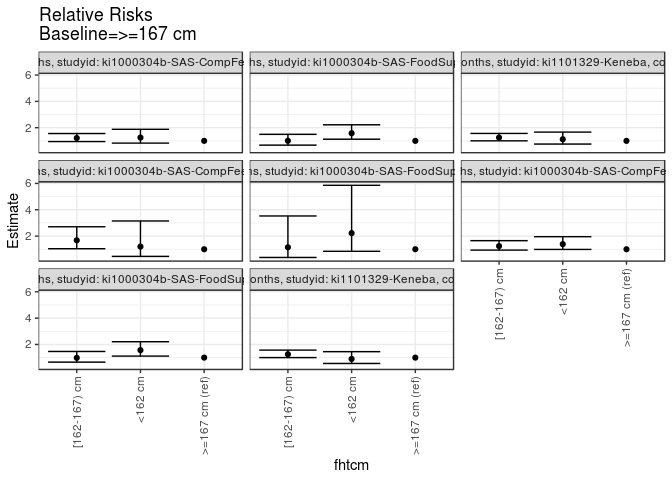 Relative Risks
Baseline=>=167 cm
hs, studyid: ki1000304b-SAS-CompFe
hs, studyid: ki1000304b-SAS-FoodSup
onths, studyid: ki1101329-Keneba, co
6
4
2
hs, studyid: ki1000304b-SAS-CompFe
hs, studyid: ki1000304b-SAS-FoodSup
hs, studyid: ki1000304b-SAS-CompFe
6
4
2
Estimate
hs, studyid: ki1000304b-SAS-FoodSup
onths, studyid: ki1101329-Keneba, co
6
4
2
[162-167) cm
<162 cm
>=167 cm (ref)
[162-167) cm
<162 cm
>=167 cm (ref)
[162-167) cm
<162 cm
>=167 cm (ref)
fhtcm